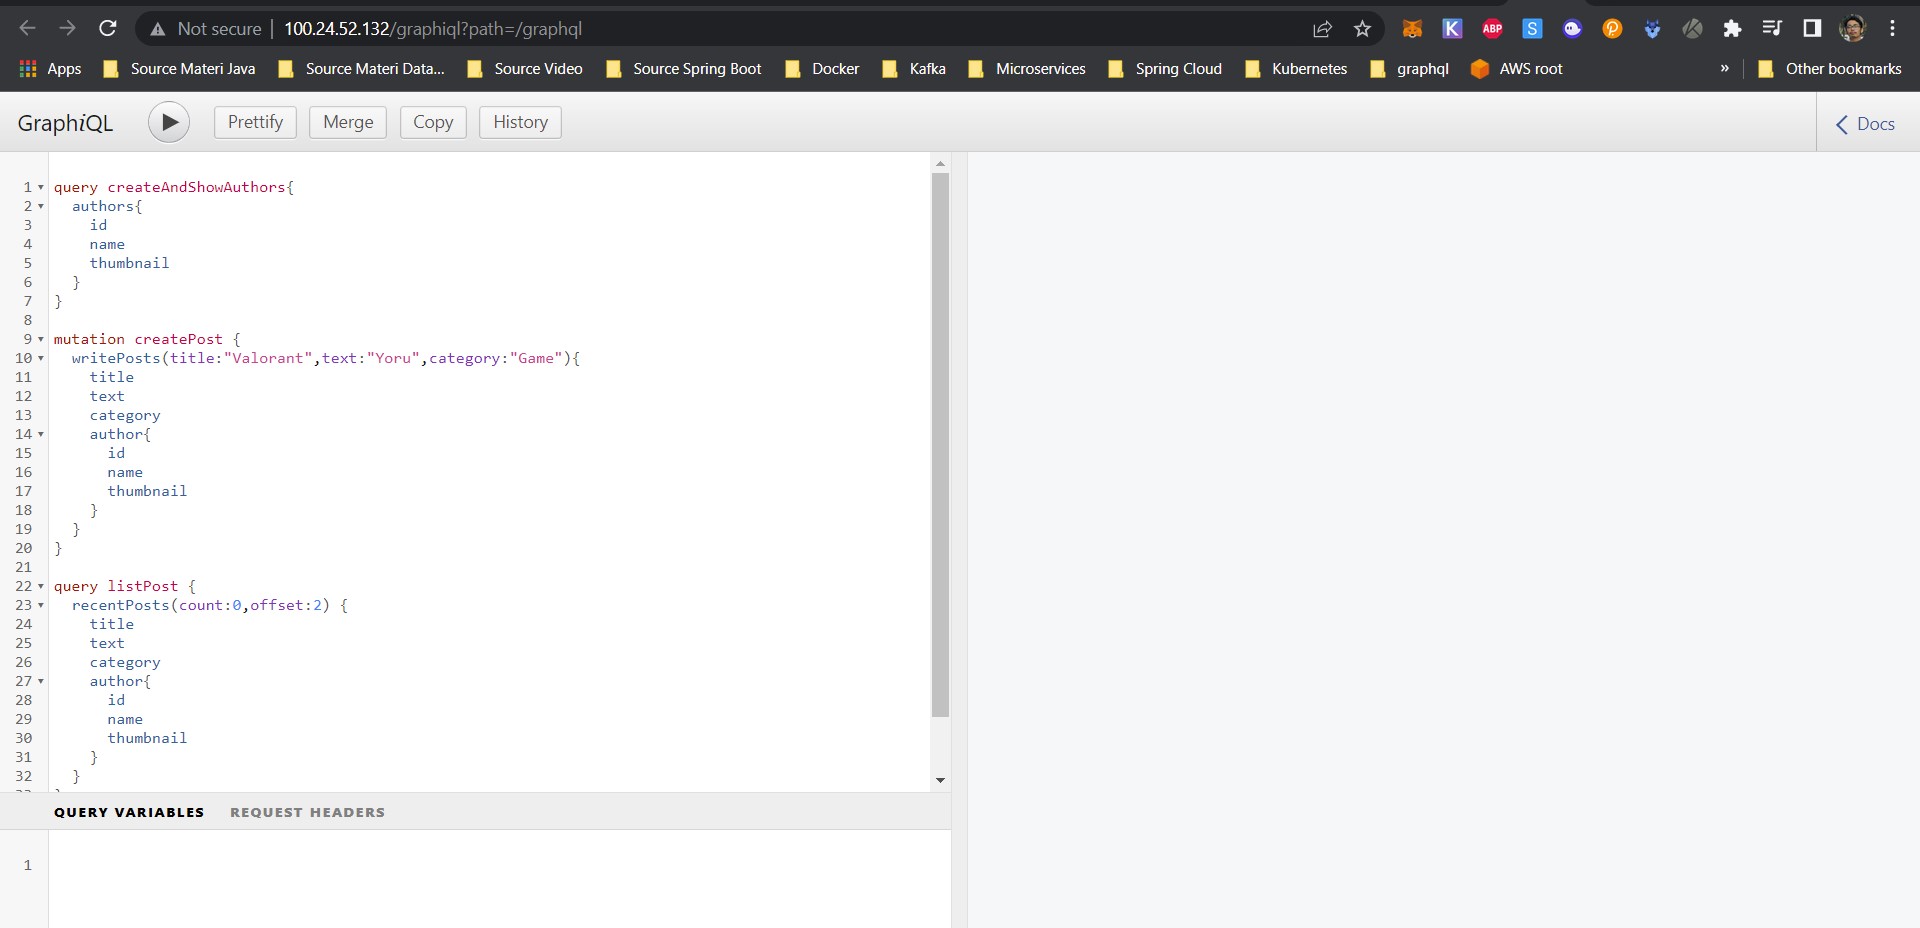 Not secure | 100.24.52.132/graphiql?path=/graphql
ABP
Apps Source Materi Java Source Materi Data... Source Video Source Spring Boot Docker Kafka Microservices Spring Cloud Kubernetes graphql AWS root » Other bookmarks
GraphiQL Prettify Merge Copy History Docs
1 query createAndShowAuthors{
2 authors{
3 id
4 name
5 thumbnail
6 }
7 }
8
9 mutation createPost {
10 writePosts(title:"Valorant",text:"Yoru",category:"Game"){
11 title
12 text
13 category
14 author{
15 id
16 name
17 thumbnail
18 }
19 }
20 }
21
22 query listPost {
23 recentPosts(count:0,offset:2) {
24 title
25 text
26 category
27 author{
28 id
29 name
30 thumbnail
31 }
32 }
QUERY VARIABLES REQUEST HEADERS
1